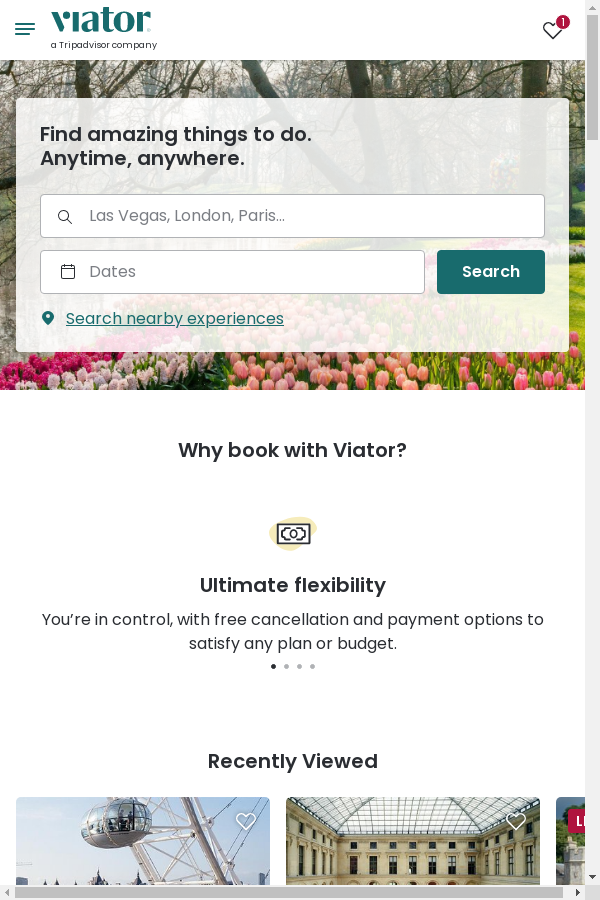 viator
a Tripadvisor company
1
Find amazing things to do.
Anytime, anywhere.
Las Vegas, London, Paris...
Dates
Search
Search nearby experiences
Why book with Viator?
Ultimate flexibility
You’re in control, with free cancellation and payment options to
satisfy any plan or budget.
Recently Viewed